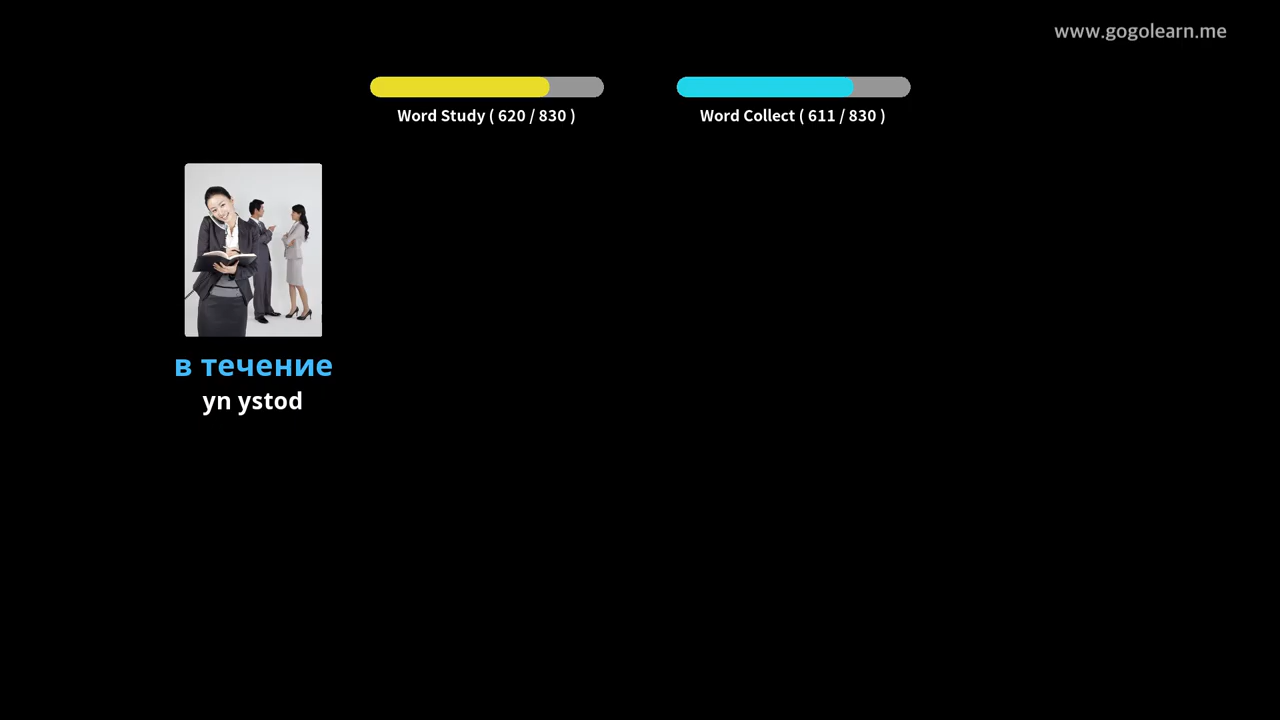 www.gogolearn.me
Word Study ( 620 / 830 )
Word Collect ( 611 / 830 )
в течение
yn ystod